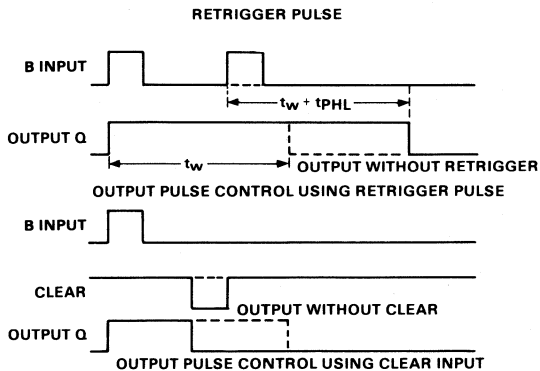 RETRIGGER PULSE
B INPUT
tw + tPHL
OUTPUT Q
tw
OUTPUT WITHOUT RETRIGGER
OUTPUT PULSE CONTROL USING RETRIGGER PULSE
B INPUT
CLEAR
OUTPUT WITHOUT CLEAR
OUTPUT Q
OUTPUT PULSE CONTROL USING CLEAR INPUT